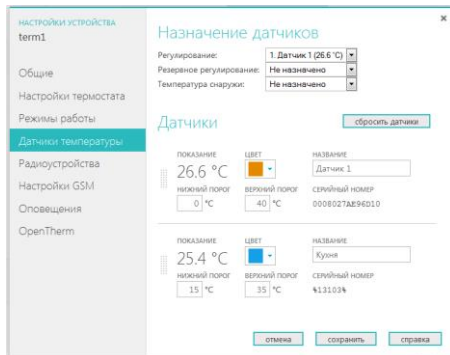 НАСТРОЙКИ УСТРОЙСТВА
term1
Общие
Настройки термостата
Режимы работы
Датчики температуры
Радиоустройства
Настройки GSM
Оповещения
OpenTherm
Назначение датчиков
Регулирование: 1. Датчик 1 (26.6 °C)
Резервное регулирование: Не назначено
Температура снаружи: Не назначено
Датчики
сбросить датчики
ПОКАЗАНИЕ ЦВЕТ НАЗВАНИЕ
26.6 °C Датчик 1
НИЖНИЙ ПОРОГ ВЕРХНИЙ ПОРОГ СЕРИЙНЫЙ НОМЕР
0 °C 40 °C 0008027AE96D10
ПОКАЗАНИЕ ЦВЕТ НАЗВАНИЕ
25.4 °C Кухня
НИЖНИЙ ПОРОГ ВЕРХНИЙ ПОРОГ СЕРИЙНЫЙ НОМЕР
15 °C 35 °C %13103%
отмена сохранить справка